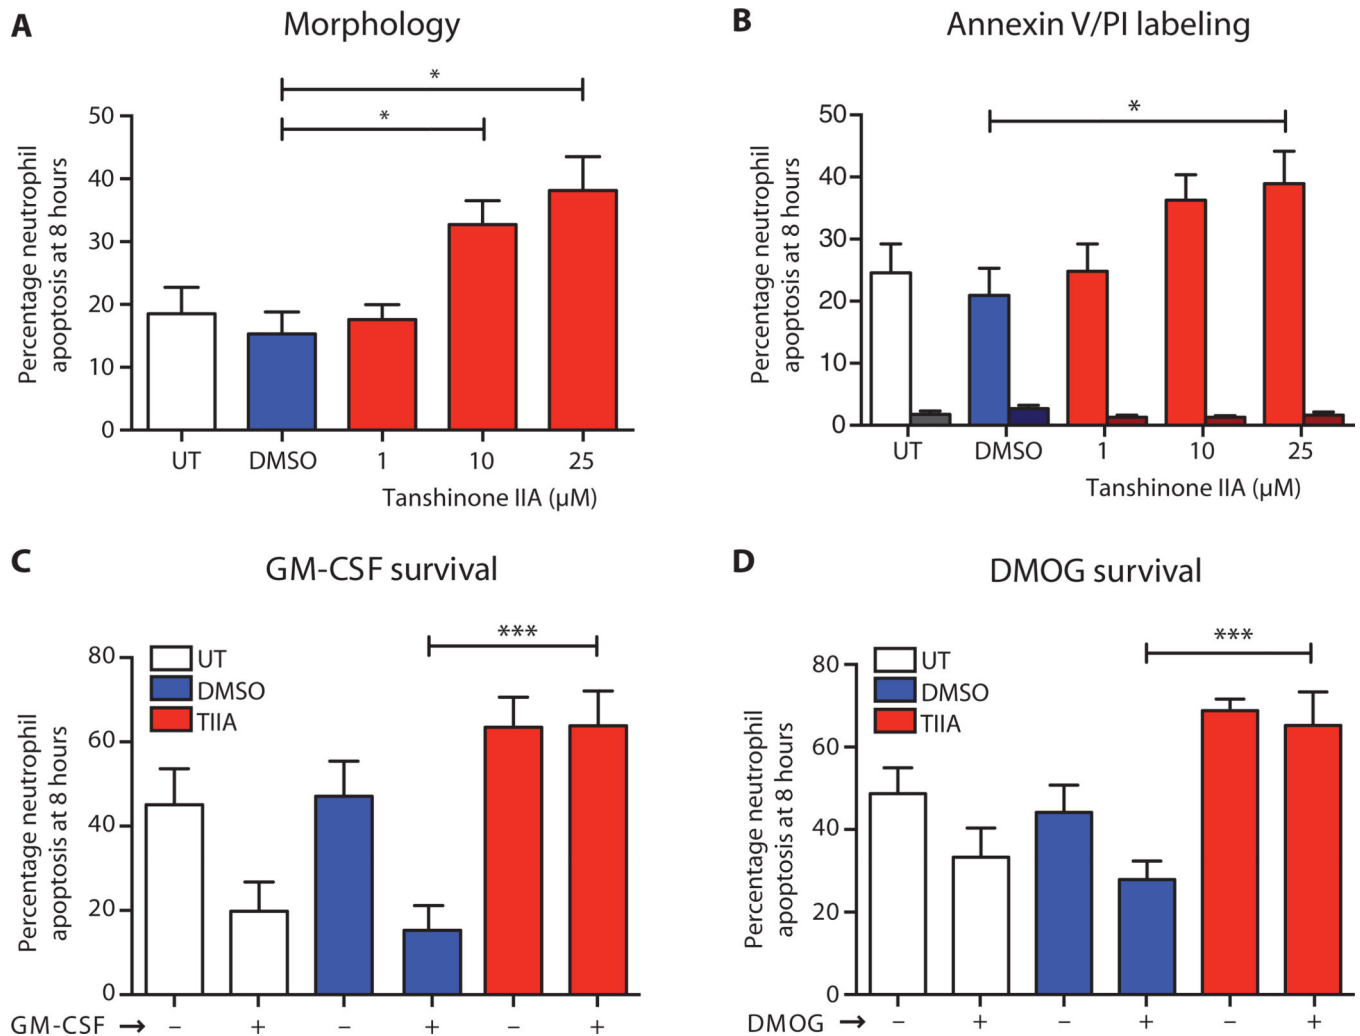 A
Morphology
Percentage neutrophil
apoptosis at 8 hours
50
40
30
20
10
0
*
*
UT DMSO 1 10 25
Tanshinone IIA (μM)
B
Annexin V/PI labeling
Percentage neutrophil
apoptosis at 8 hours
50
40
30
20
10
0
*
UT DMSO 1 10 25
Tanshinone IIA (μM)
C
GM-CSF survival
Percentage neutrophil
apoptosis at 8 hours
80
60
40
20
0
UT
DMSO
TIIA
***
GM-CSF → – + – + – +
D
DMOG survival
Percentage neutrophil
apoptosis at 8 hours
80
60
40
20
0
UT
DMSO
TIIA
***
DMOG → – + – + – +